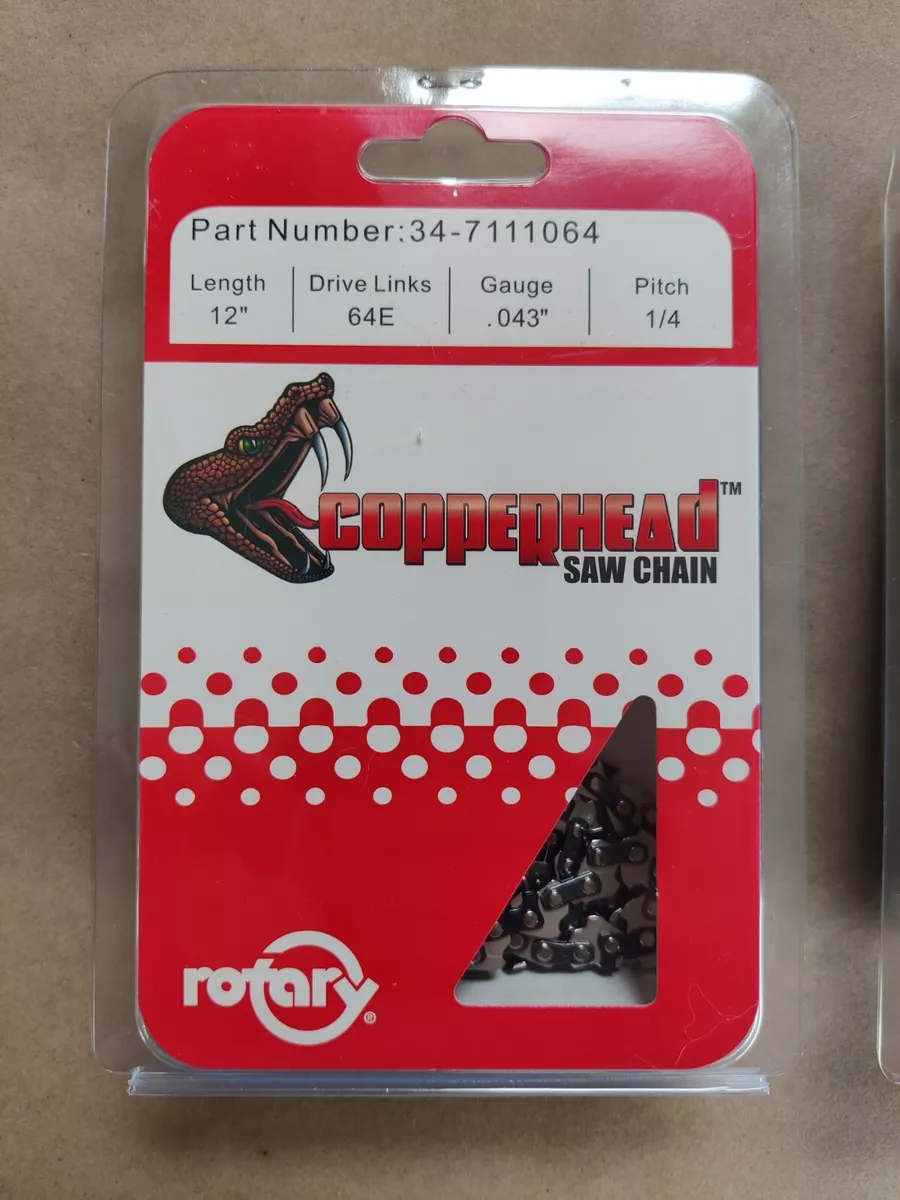 Part Number:34-7111064
Length Drive Links Gauge Pitch
12" 64E .043" 1/4
COPPERHEAD™
SAW CHAIN
rotary®